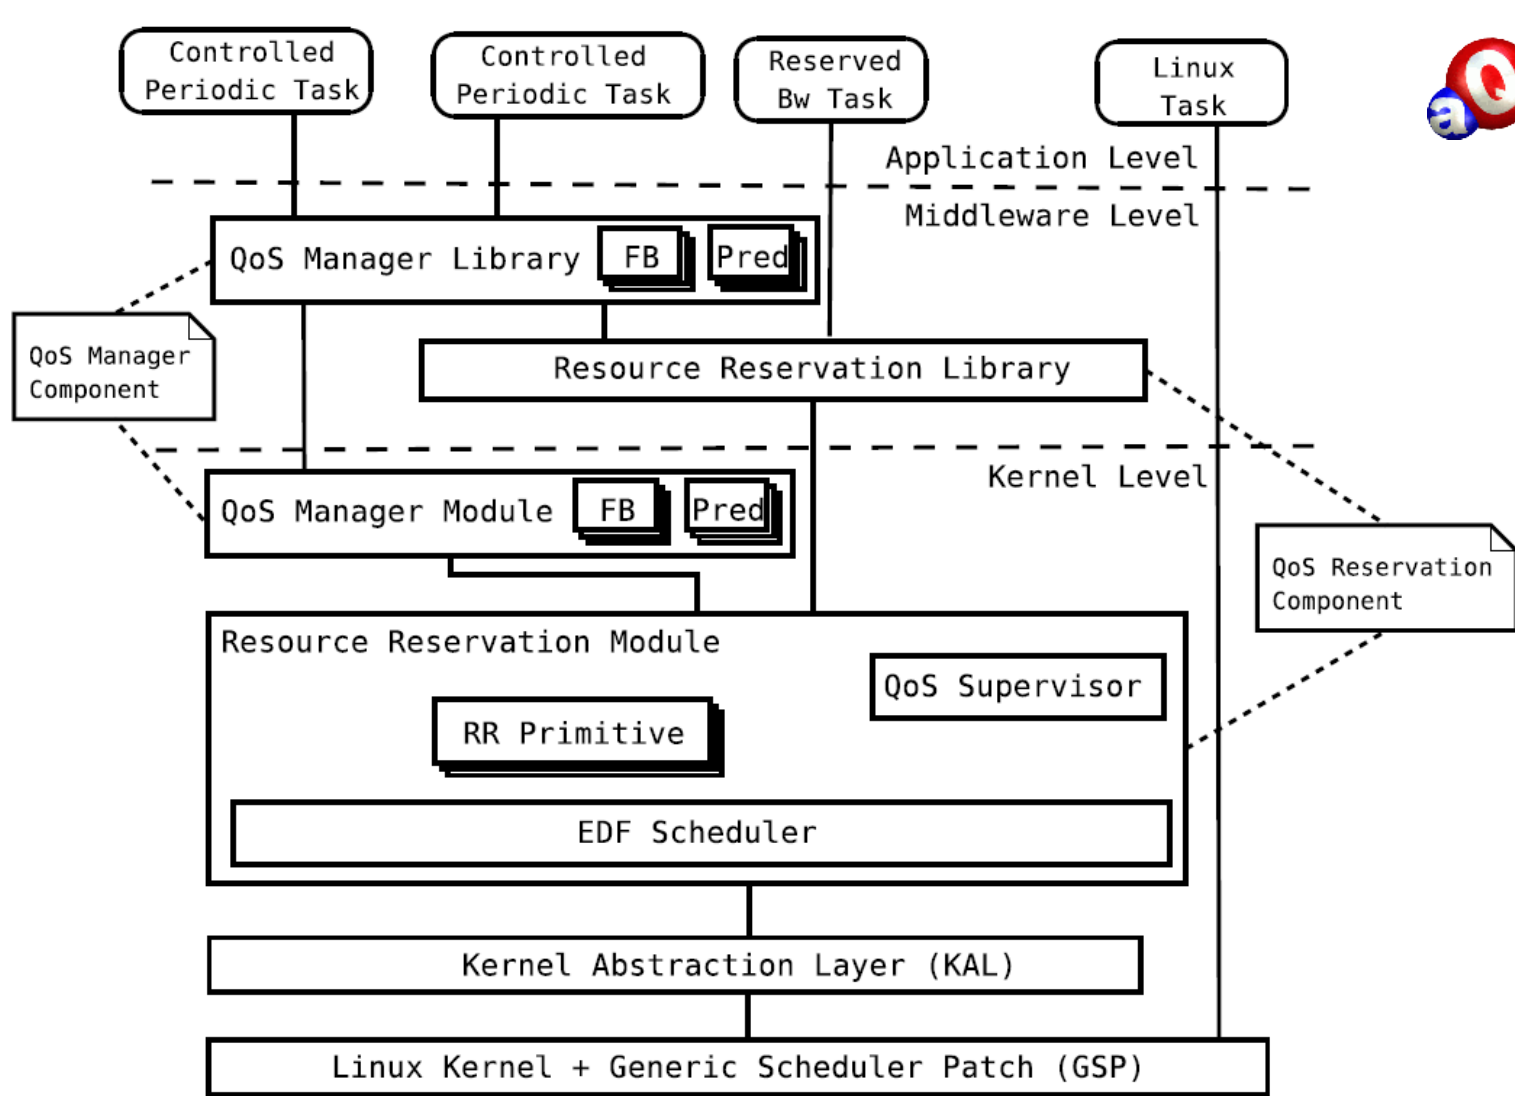 Controlled
Periodic Task
Controlled
Periodic Task
Reserved
Bw Task
Linux
Task
aQ
Application Level
Middleware Level
QoS Manager Library
FB
Pred
QoS Manager
Component
Resource Reservation Library
Kernel Level
QoS Manager Module
FB
Pred
QoS Reservation
Component
Resource Reservation Module
QoS Supervisor
RR Primitive
EDF Scheduler
Kernel Abstraction Layer (KAL)
Linux Kernel + Generic Scheduler Patch (GSP)